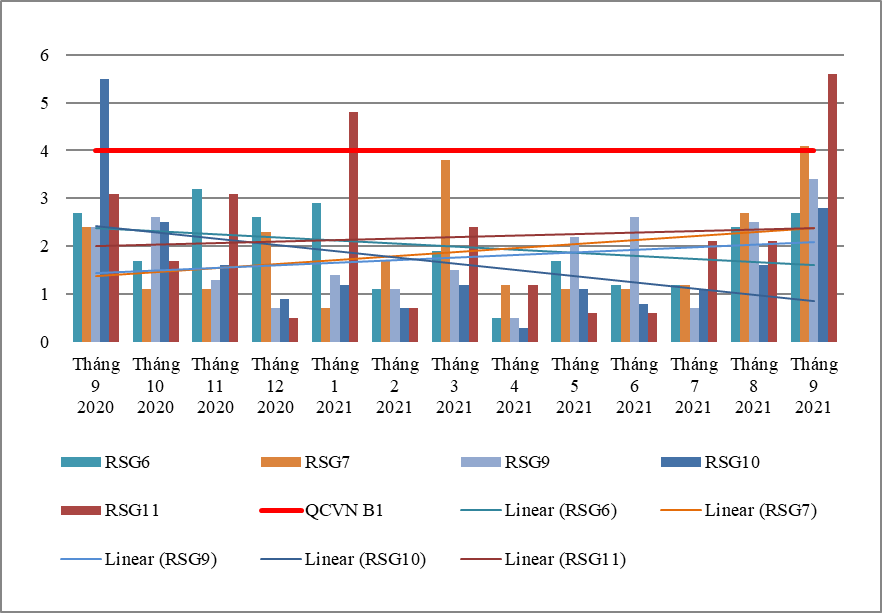 6
5
4
3
2
1
0
Tháng 9 2020
Tháng 10 2020
Tháng 11 2020
Tháng 12 2020
Tháng 1 2021
Tháng 2 2021
Tháng 3 2021
Tháng 4 2021
Tháng 5 2021
Tháng 6 2021
Tháng 7 2021
Tháng 8 2021
Tháng 9 2021
RSG6 RSG7 RSG9 RSG10
RSG11 QCVN B1 Linear (RSG6) Linear (RSG7)
Linear (RSG9) Linear (RSG10) Linear (RSG11)